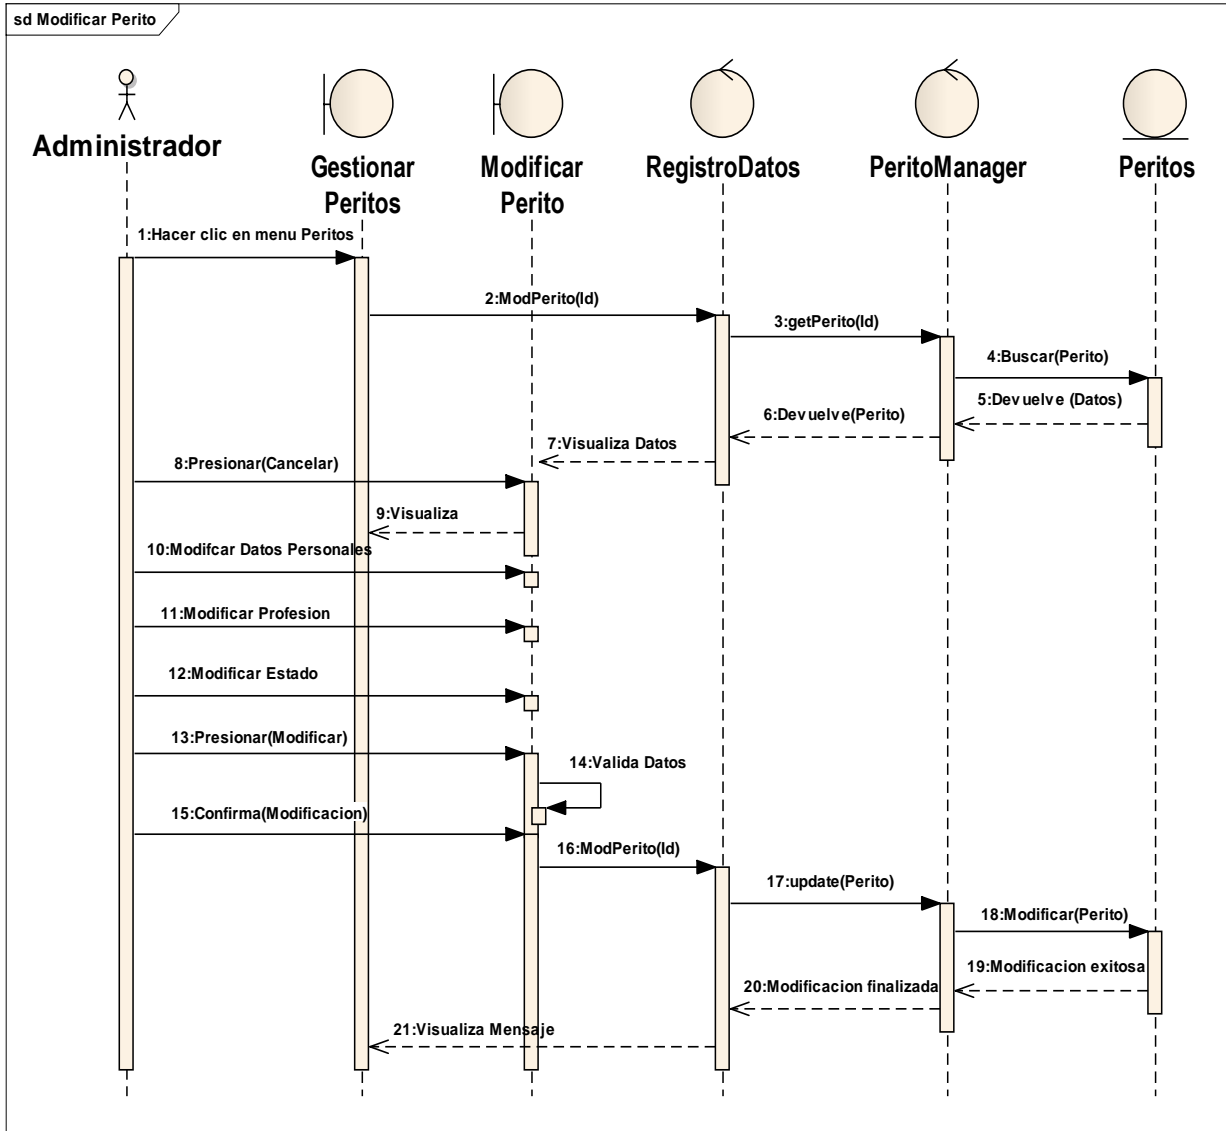 sd Modificar Perito
Administrador
Gestionar
Peritos
Modificar
Perito
RegistroDatos
PeritoManager
Peritos
1:Hacer clic en menu Peritos
2:ModPerito(Id)
3:getPerito(Id)
4:Buscar(Perito)
5:Devuelve (Datos)
6:Devuelve(Perito)
7:Visualiza Datos
8:Presionar(Cancelar)
9:Visualiza
10:Modifcar Datos Personales
11:Modificar Profesion
12:Modificar Estado
13:Presionar(Modificar)
14:Valida Datos
15:Confirma(Modificacion)
16:ModPerito(Id)
17:update(Perito)
18:Modificar(Perito)
19:Modificacion exitosa
20:Modificacion finalizada
21:Visualiza Mensaje